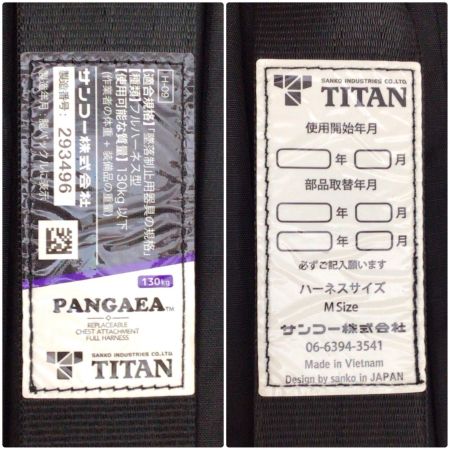 H-09
適合規格】「墜落制止用器具の規格」
【種類】フルハーネス型
【使用可能な質量】130kg以下
(作業者の体重＋装備品の重量)
サンコー株式会社
製造番号： 293496
130kg
PANGAEA™
REPLACEABLE
CHEST ATTACHMENT
FULL HARNESS
SANKO INDUSTRIES CO.,LTD.
TITAN
SANKO INDUSTRIES CO.,LTD.
TITAN
使用開始年月
年 月
部品取替年月
年 月
年 月
必ずご記入願います
ハーネスサイズ
M Size
サンコー株式会社
06-6394-3541
Made in Vietnam
Design by sanko in JAPAN